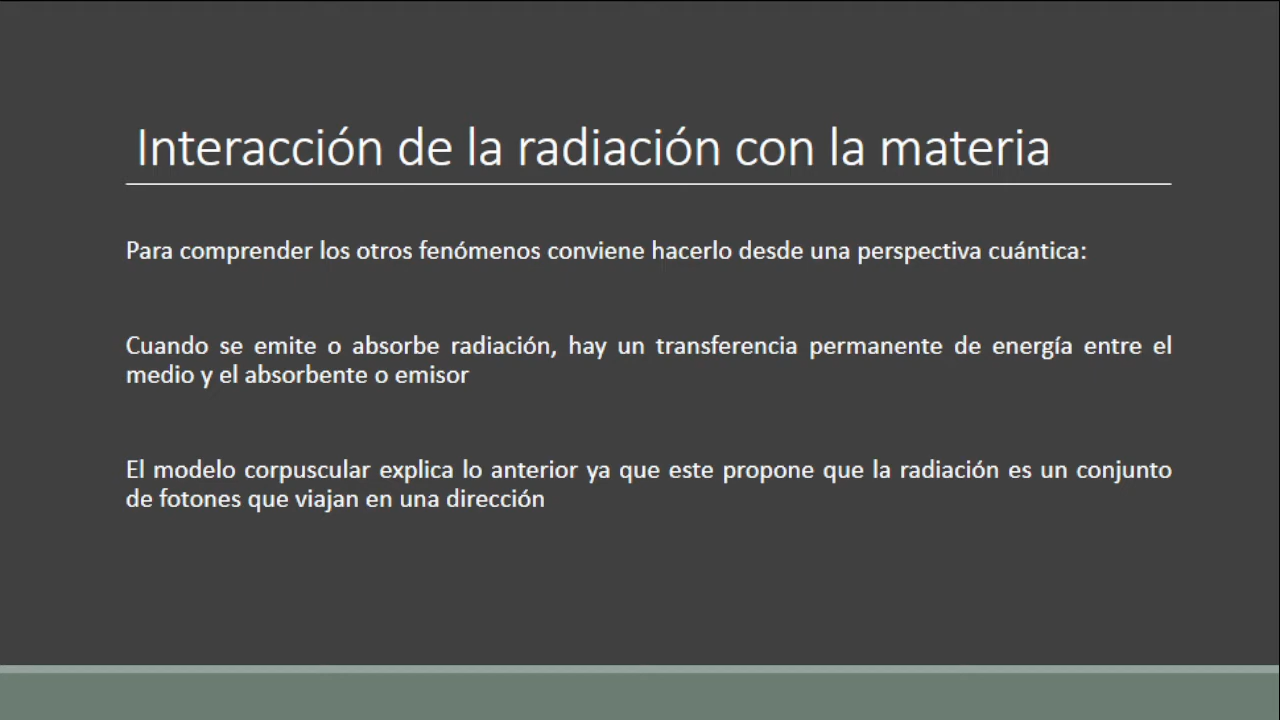 Interacción de la radiación con la materia
Para comprender los otros fenómenos conviene hacerlo desde una perspectiva cuántica:
Cuando se emite o absorbe radiación, hay un transferencia permanente de energía entre el
medio y el absorbente o emisor
El modelo corpuscular explica lo anterior ya que este propone que la radiación es un conjunto
de fotones que viajan en una dirección